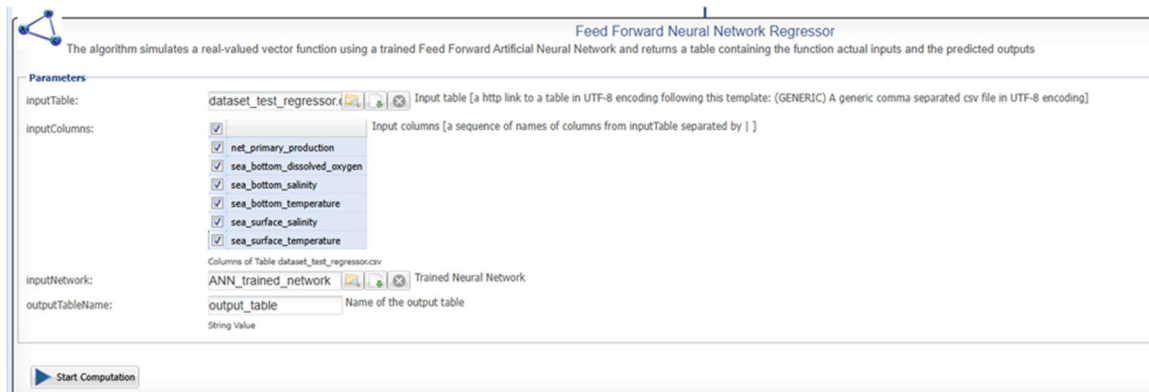 Feed Forward Neural Network Regressor
The algorithm simulates a real-valued vector function using a trained Feed Forward Artificial Neural Network and returns a table containing the function actual inputs and the predicted outputs
Parameters
inputTable: dataset_test_regressor. Input table [a http link to a table in UTF-8 encoding following this template: (GENERIC) A generic comma separated csv file in UTF-8 encoding]
inputColumns: Input columns [a sequence of names of columns from inputTable separated by | ]
net_primary_production
sea_bottom_dissolved_oxygen
sea_bottom_salinity
sea_bottom_temperature
sea_surface_salinity
sea_surface_temperature
Columns of Table dataset_test_regressor.csv
inputNetwork: ANN_trained_network Trained Neural Network
outputTableName: output_table Name of the output table
String Value
Start Computation